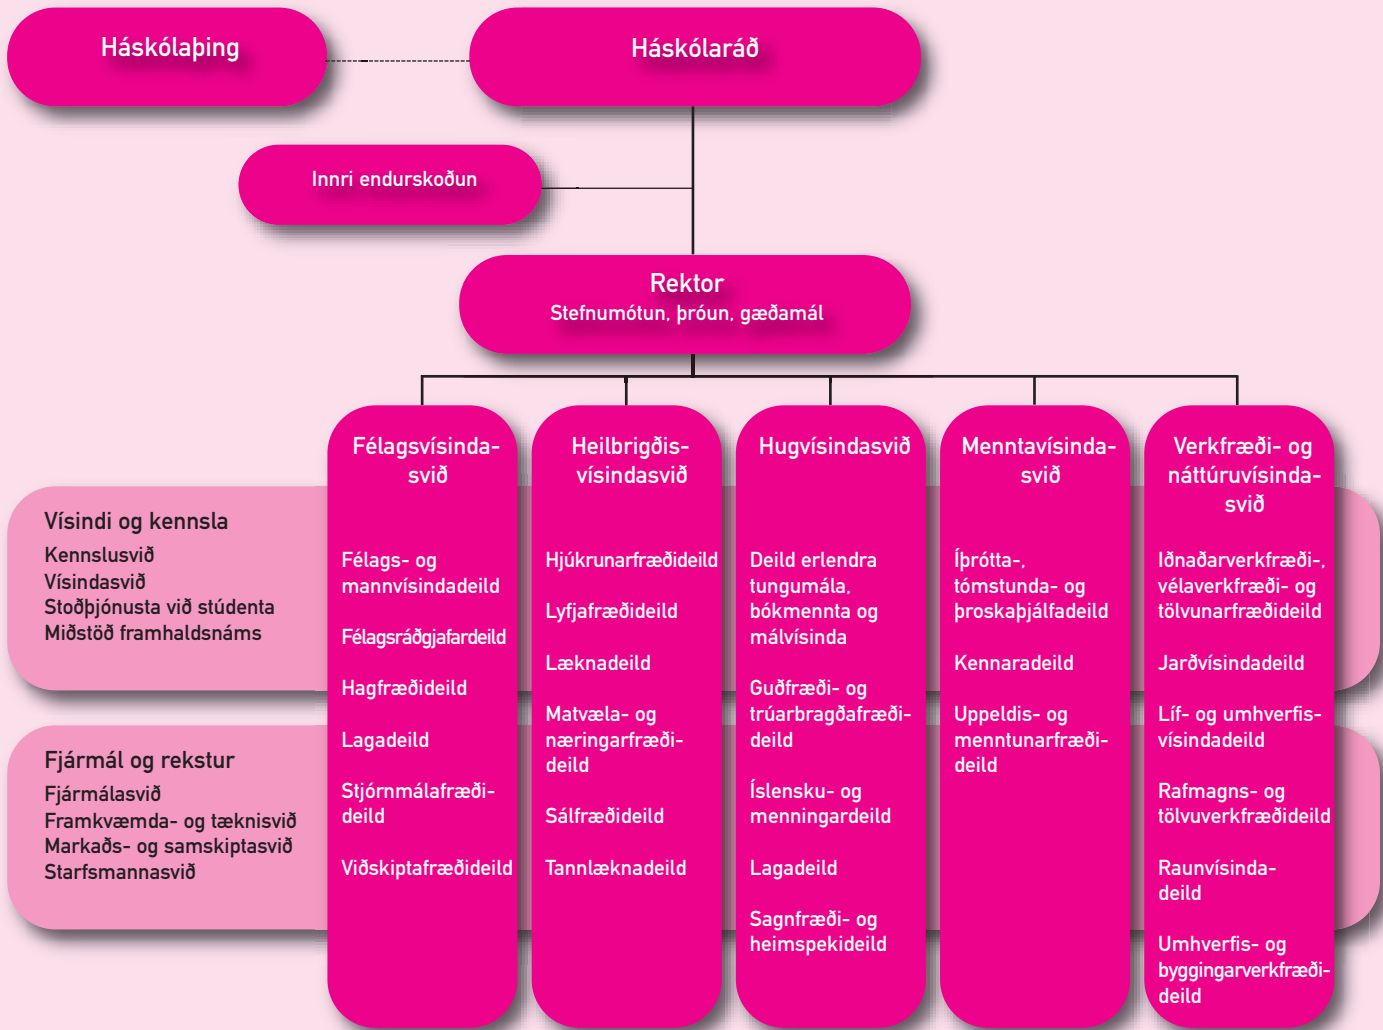 Háskólaþing
Háskólaráð
Innri endurskoðun
Rektor
Stefnumótun, þróun, gæðamál
Félagsvísinda-
svið
Félags- og
mannvísindadeild
Félagsráðgjafardeild
Hagfræðideild
Lagadeild
Stjórnmálafræði-
deild
Viðskiptafræðideild
Heilbrigðis-
vísindasvið
Hjúkrunarfræðideild
Lyfjafræðideild
Læknadeild
Matvæla- og
næringarfræði-
deild
Sálfræðideild
Tannlæknadeild
Hugvísindasvið
Deild erlendra
tungumála,
bókmennta og
málvísinda
Guðfræði- og
trúarbragðafræði-
deild
Íslensku- og
menningardeild
Lagadeild
Sagnfræði- og
heimspekideild
Menntavísinda-
svið
Íþrótta-,
tómstunda- og
þroskaþjálfadeild
Kennaradeild
Uppeldis- og
menntunarfræði-
deild
Verkfræði- og
náttúruvísinda-
svið
Iðnaðarverkfræði-,
vélaverkfræði- og
tölvunarfræðideild
Jarðvísindadeild
Líf- og umhverfis-
vísindadeild
Rafmagns- og
tölvuverkfræðideild
Raunvísinda-
deild
Umhverfis- og
byggingarverkfræði-
deild
Vísindi og kennsla
Kennslusvið
Vísindasvið
Stoðþjónusta við stúdenta
Miðstöð framhaldsnáms
Fjármál og rekstur
Fjármálasvið
Framkvæmda- og tæknisvið
Markaðs- og samskiptasvið
Starfsmannasvið